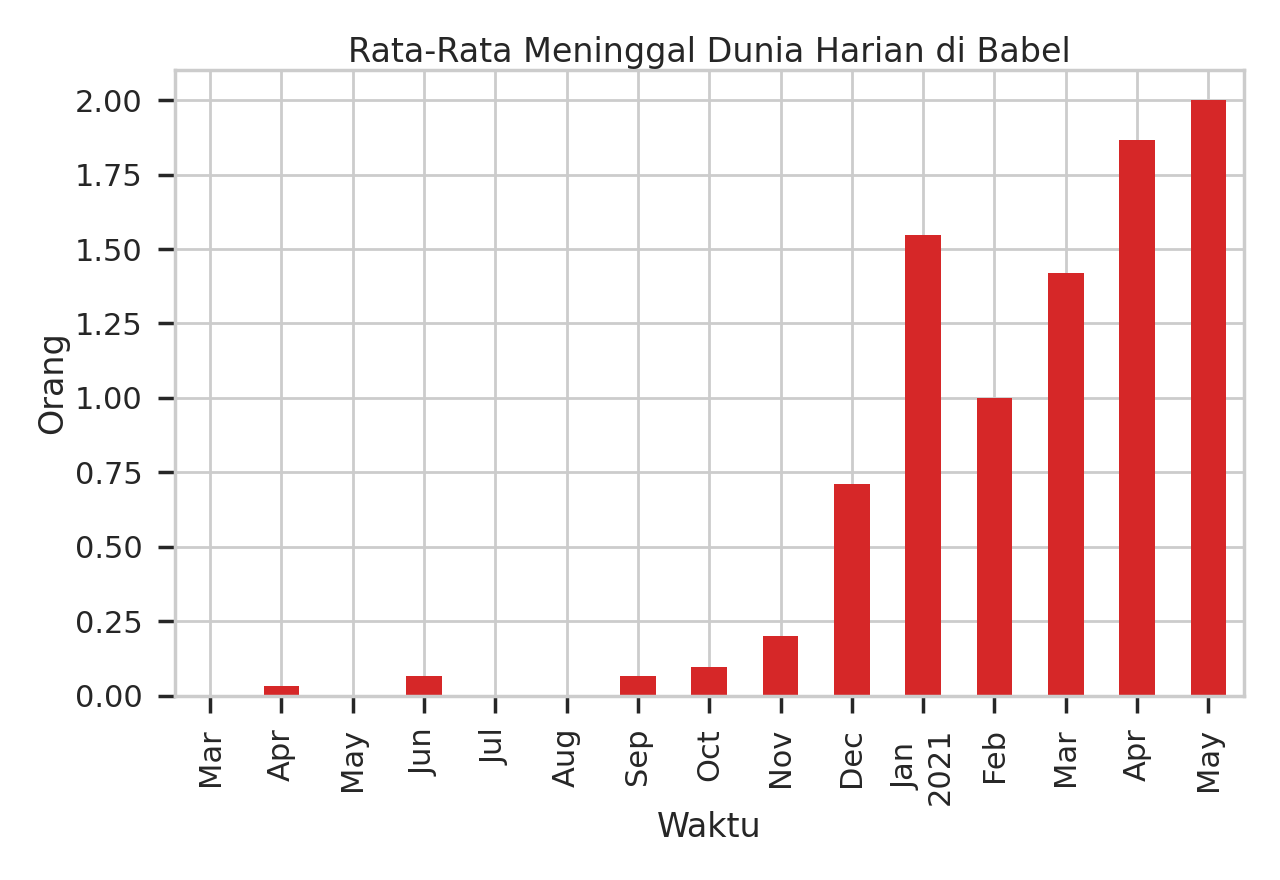 Rata-Rata Meninggal Dunia Harian di Babel
2.00
1.75
1.50
1.25
1.00
0.75
0.50
0.25
0.00
Orang
Mar
Apr
May
Jun
Jul
Aug
Sep
Oct
Nov
Dec
Jan
2021
Feb
Mar
Apr
May
Waktu